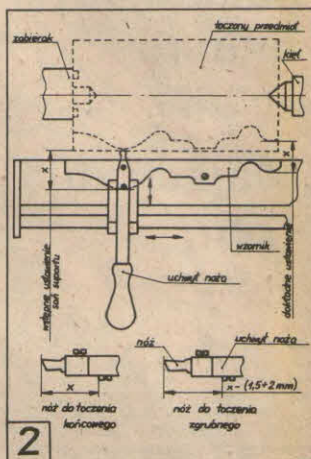 toczony przedmiot
zabierak
kieł
x
x
wzornik
wstępne ustawienie
sań suportu
dokładne ustawienie
uchwyt noża
nóż
uchwyt noża
x
x - (1,5÷2 mm)
nóż do toczenia
końcowego
nóż do toczenia
zgrubnego
2